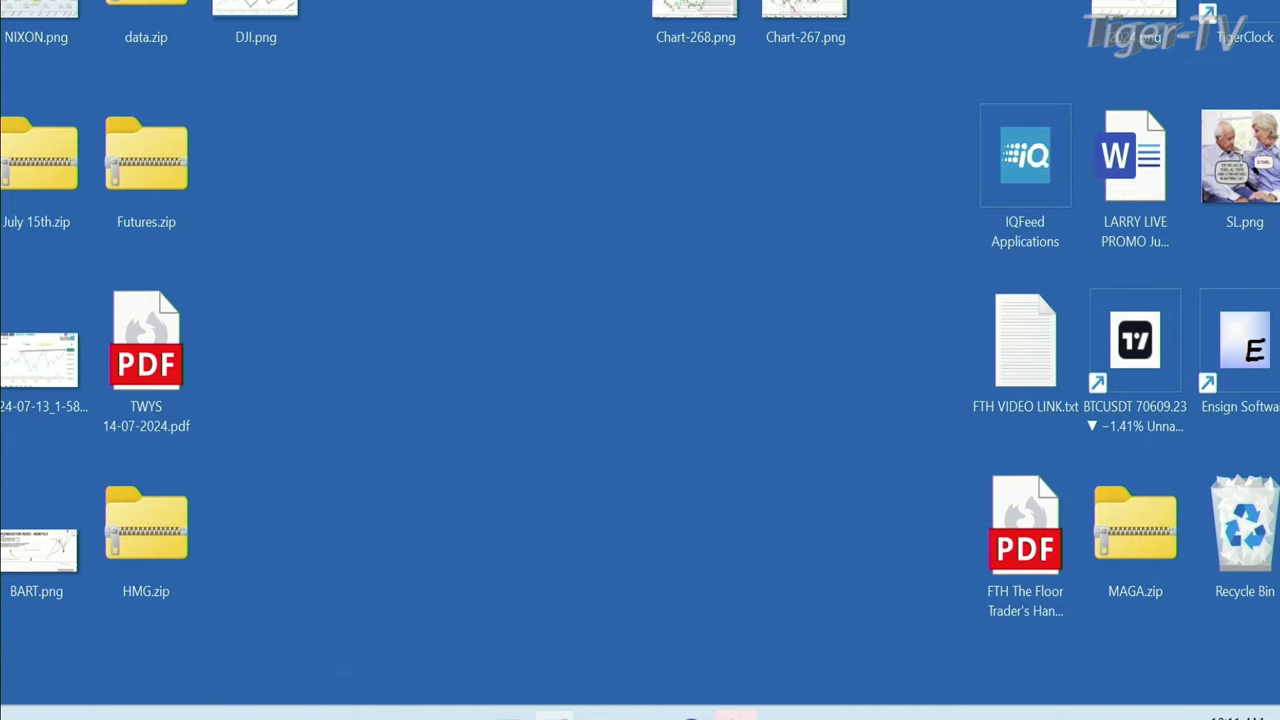 NIXON.png
data.zip
DJI.png
Chart-268.png
Chart-267.png
2024.png
TigerClock
Tiger-TV
July 15th.zip
Futures.zip
iQ
IQFeed
Applications
W
LARRY LIVE
PROMO Ju...
SL.png
24-07-13_1-58...
PDF
TWYS
14-07-2024.pdf
FTH VIDEO LINK.txt
BTCUSDT 70609.23
▼ −1.41% Unna...
E
Ensign Softwa
BART.png
HMG.zip
PDF
FTH The Floor
Trader's Han...
MAGA.zip
Recycle Bin